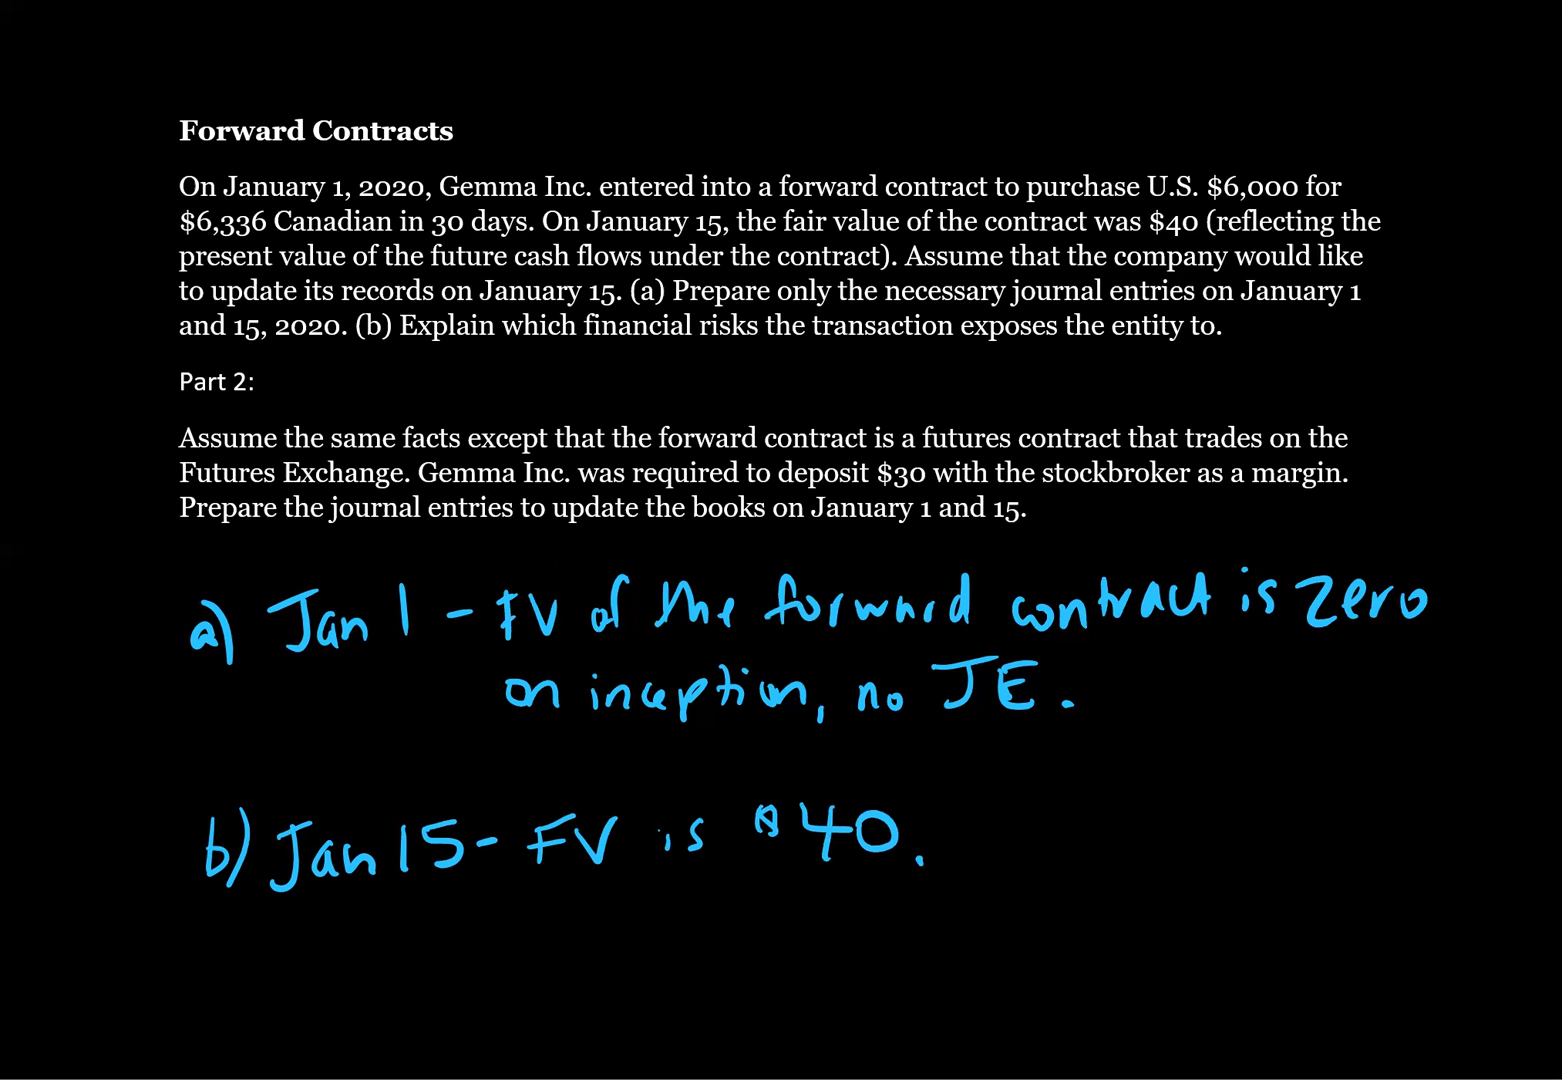 Forward Contracts
On January 1, 2020, Gemma Inc. entered into a forward contract to purchase U.S. $6,000 for
$6,336 Canadian in 30 days. On January 15, the fair value of the contract was $40 (reflecting the
present value of the future cash flows under the contract). Assume that the company would like
to update its records on January 15. (a) Prepare only the necessary journal entries on January 1
and 15, 2020. (b) Explain which financial risks the transaction exposes the entity to.
Part 2:
Assume the same facts except that the forward contract is a futures contract that trades on the
Futures Exchange. Gemma Inc. was required to deposit $30 with the stockbroker as a margin.
Prepare the journal entries to update the books on January 1 and 15.
a) Jan 1 - FV of the forward contract is zero
on inception, no JE.
b) Jan 15 - FV is $40.